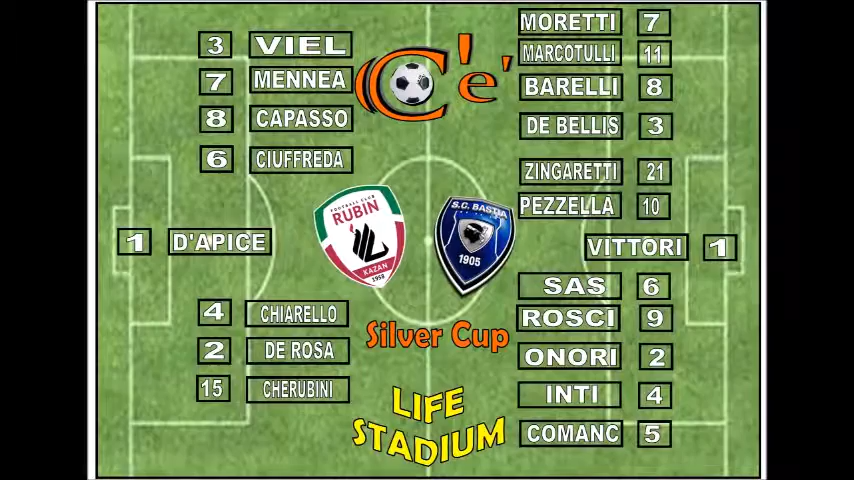 3 VIEL
7 MENNEA
8 CAPASSO
6 CIUFFREDA
1 D'APICE
4 CHIARELLO
2 DE ROSA
15 CHERUBINI
C'e'
FOOTBALL CLUB
RUBIN
KAZAN
1958
S.C. BASTIA
1905
Silver Cup
LIFE
STADIUM
MORETTI 7
MARCOTULLI 11
BARELLI 8
DE BELLIS 3
ZINGARETTI 21
PEZZELLA 10
VITTORI 1
SAS 6
ROSCI 9
ONORI 2
INTI 4
COMANC 5